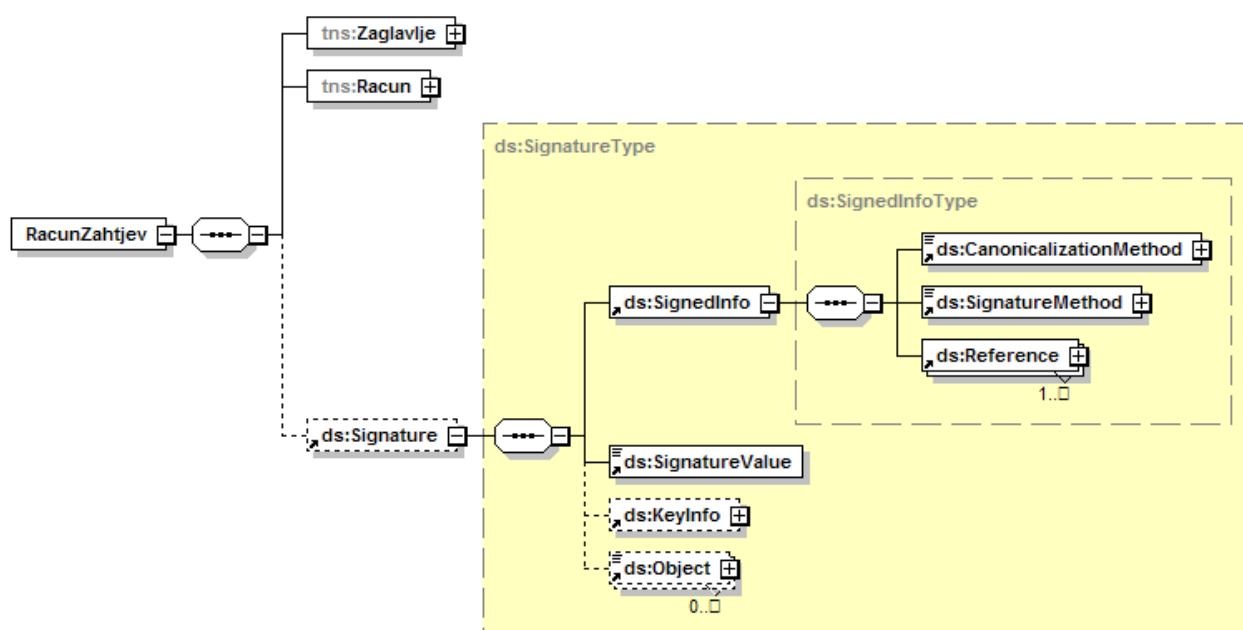 tns:Zaglavlje
tns:Racun
ds:SignatureType
ds:SignedInfoType
RacunZahtjev
ds:CanonicalizationMethod
ds:SignedInfo
ds:SignatureMethod
ds:Reference
1..□
ds:Signature
ds:SignatureValue
ds:KeyInfo
ds:Object
0..□